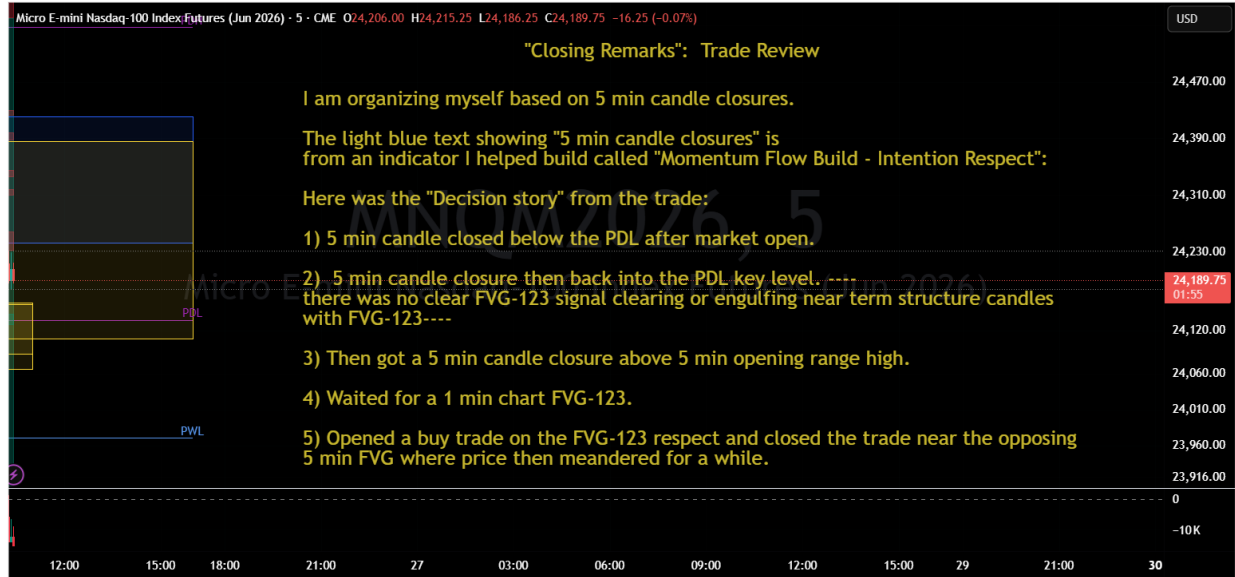 Micro E-mini Nasdaq-100 Index Futures (Jun 2026) · 5 · CME O24,206.00 H24,215.25 L24,186.25 C24,189.75 −16.25 (−0.07%)
USD
"Closing Remarks": Trade Review
I am organizing myself based on 5 min candle closures.
The light blue text showing "5 min candle closures" is
from an indicator I helped build called "Momentum Flow Build - Intention Respect":
Here was the "Decision story" from the trade:
1) 5 min candle closed below the PDL after market open.
2) 5 min candle closure then back into the PDL key level. ----
there was no clear FVG-123 signal clearing or engulfing near term structure candles
with FVG-123----
3) Then got a 5 min candle closure above 5 min opening range high.
4) Waited for a 1 min chart FVG-123.
5) Opened a buy trade on the FVG-123 respect and closed the trade near the opposing
5 min FVG where price then meandered for a while.
MNQM2026, 5
Micro E-mini Nasdaq-100 Index Futures (Jun 2026)
PDL
PWL
24,470.00
24,390.00
24,310.00
24,230.00
24,189.75
01:55
24,120.00
24,060.00
24,010.00
23,960.00
23,916.00
0
−10K
12:00 15:00 18:00 21:00 27 03:00 06:00 09:00 12:00 15:00 29 21:00 30